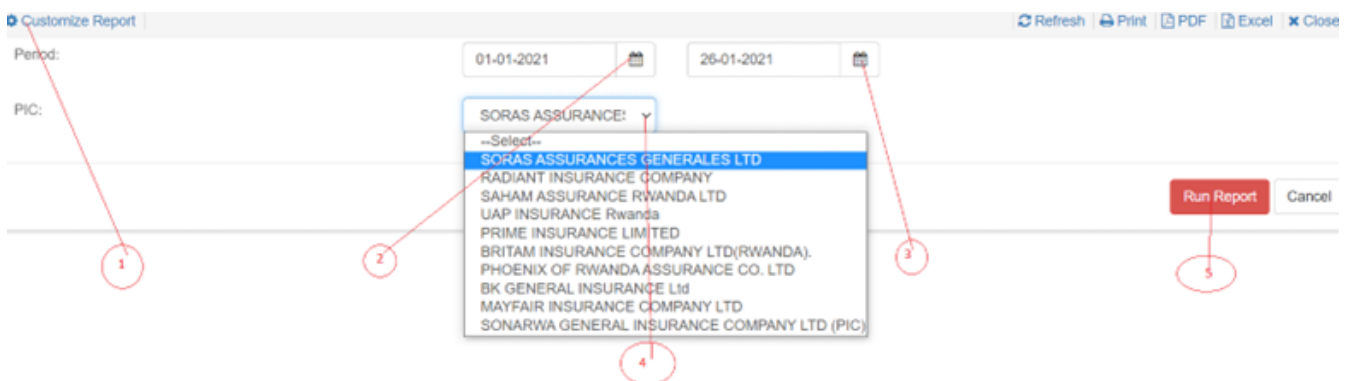 Customize Report Refresh Print PDF Excel Close
Period: 01-01-2021 26-01-2021
PIC: SORAS ASSURANCE
--Select--
SORAS ASSURANCES GENERALES LTD
RADIANT INSURANCE COMPANY
SAHAM ASSURANCE RWANDA LTD
UAP INSURANCE Rwanda
PRIME INSURANCE LIMITED
BRITAM INSURANCE COMPANY LTD(RWANDA).
PHOENIX OF RWANDA ASSURANCE CO. LTD
BK GENERAL INSURANCE Ltd
MAYFAIR INSURANCE COMPANY LTD
SONARWA GENERAL INSURANCE COMPANY LTD (PIC)
Run Report Cancel
1 2 3 5
4